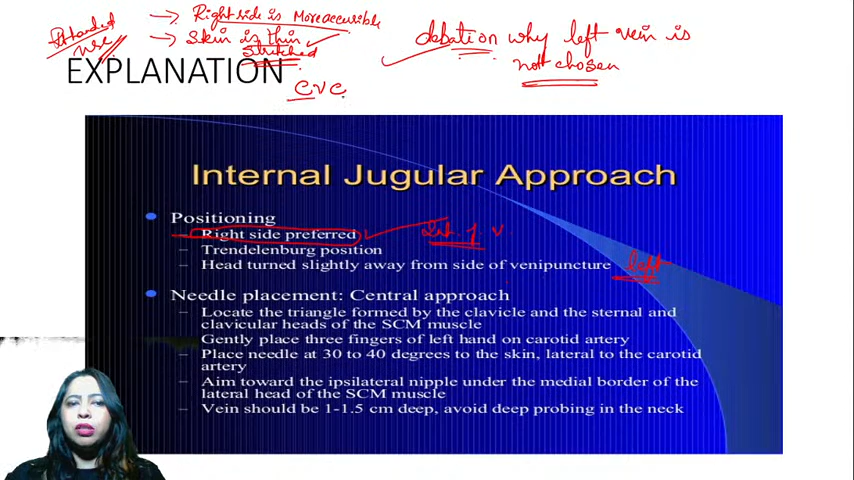 → Right side is More accusible
→ Skin is thin
Stretched
debation why left vein is
not chosen
EXPLANATION
CVC
Internal Jugular Approach
• Positioning
– Right side preferred
Int. J. V
– Trendelenburg position
– Head turned slightly away from side of venipuncture left
• Needle placement: Central approach
– Locate the triangle formed by the clavicle and the sternal and
clavicular heads of the SCM muscle
– Gently place three fingers of left hand on carotid artery
– Place needle at 30 to 40 degrees to the skin, lateral to the carotid
artery
– Aim toward the ipsilateral nipple under the medial border of the
lateral head of the SCM muscle
– Vein should be 1-1.5 cm deep, avoid deep probing in the neck